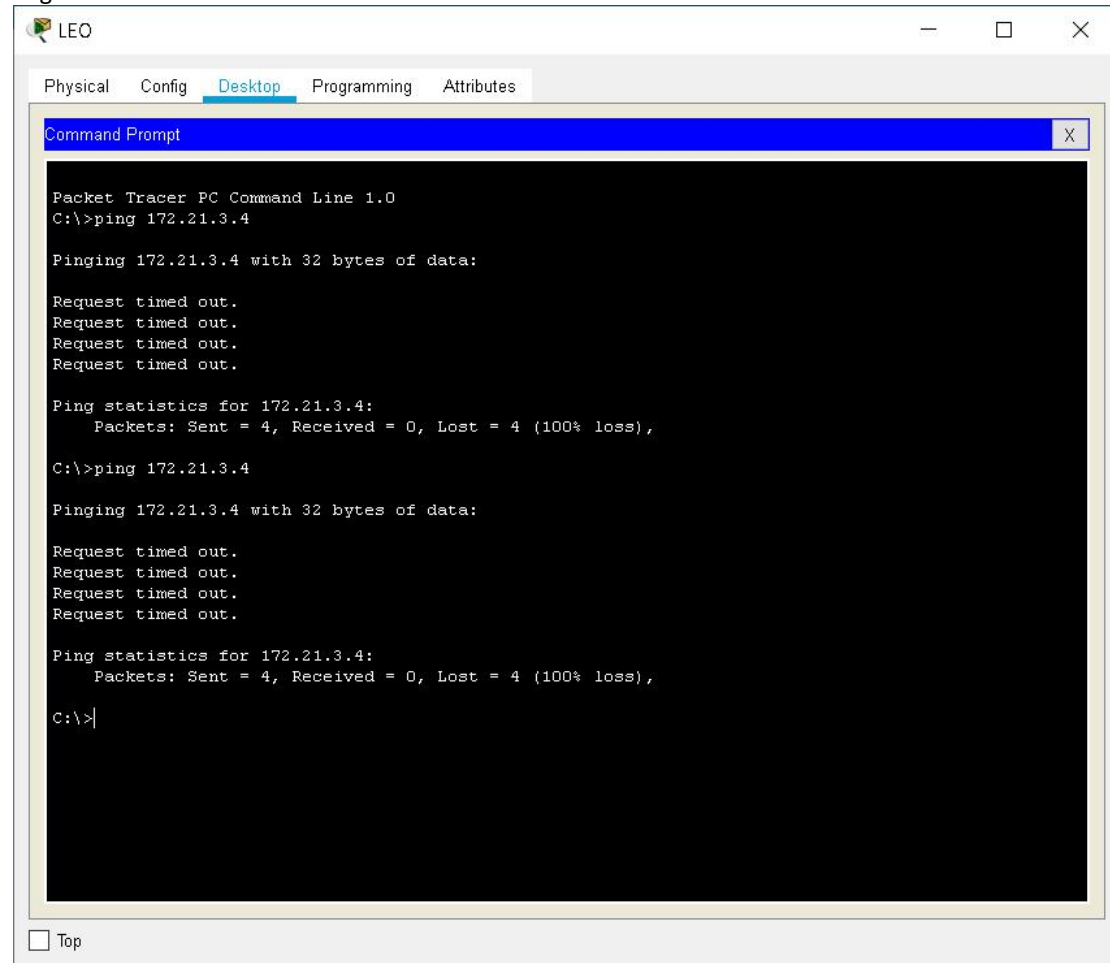 LEO
Physical Config Desktop Programming Attributes
Command Prompt
X
Packet Tracer PC Command Line 1.0
C:\>ping 172.21.3.4
Pinging 172.21.3.4 with 32 bytes of data:
Request timed out.
Request timed out.
Request timed out.
Request timed out.
Ping statistics for 172.21.3.4:
Packets: Sent = 4, Received = 0, Lost = 4 (100% loss),
C:\>ping 172.21.3.4
Pinging 172.21.3.4 with 32 bytes of data:
Request timed out.
Request timed out.
Request timed out.
Request timed out.
Ping statistics for 172.21.3.4:
Packets: Sent = 4, Received = 0, Lost = 4 (100% loss),
C:\>
Top